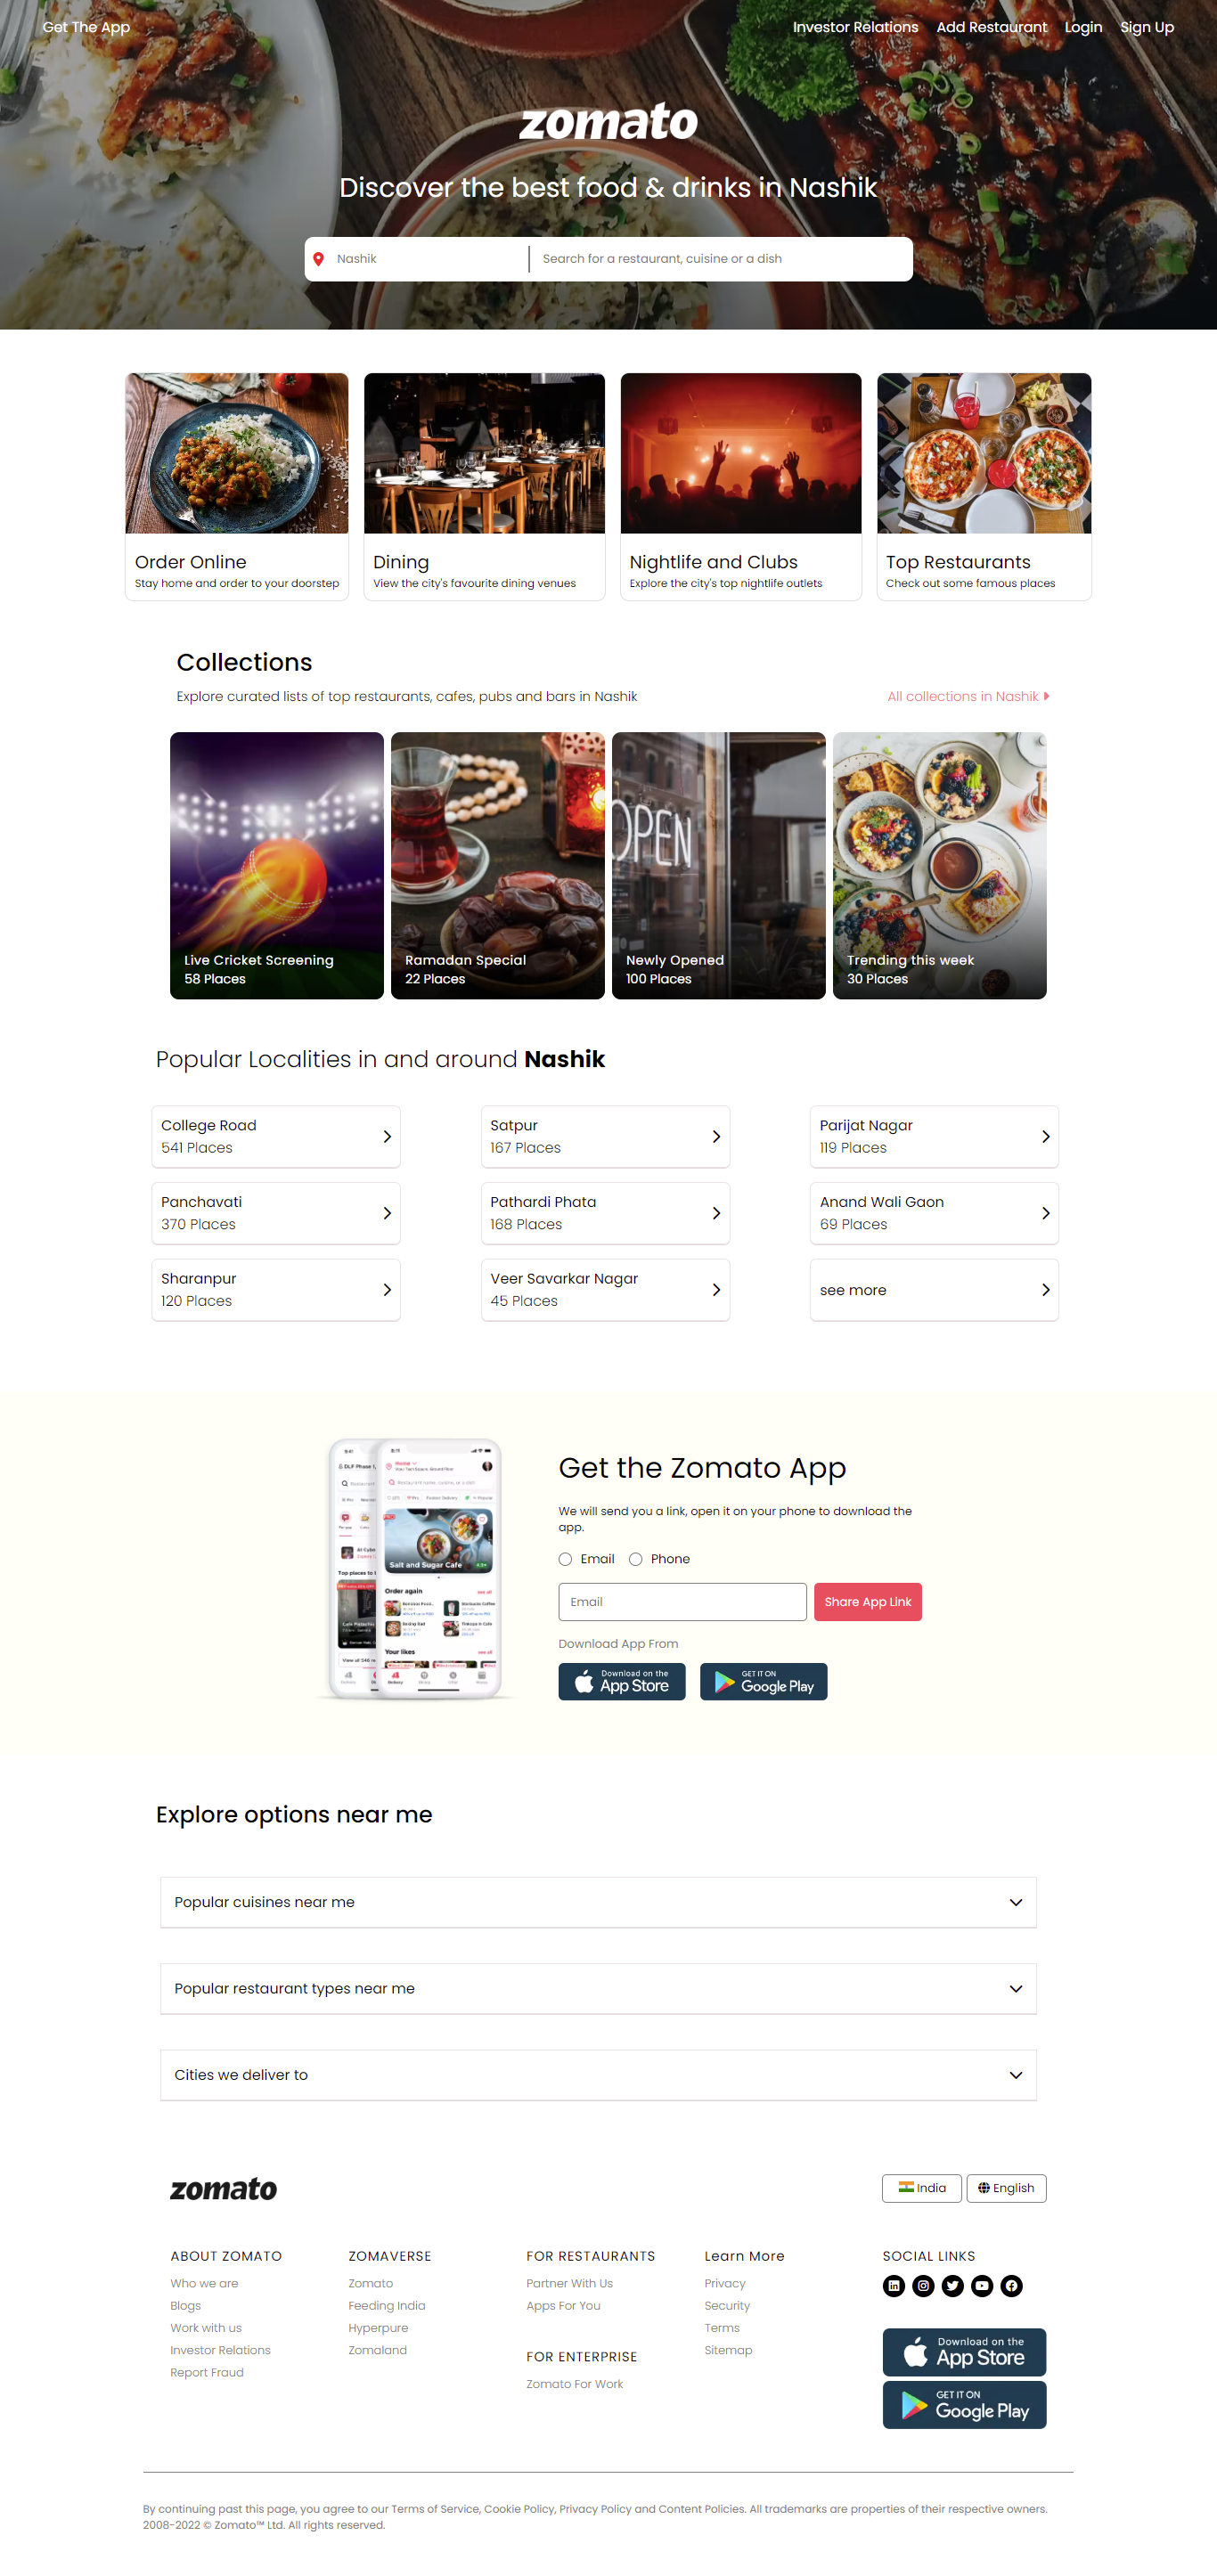 Get The App
Investor Relations
Add Restaurant
Login
Sign Up
zomato
Discover the best food & drinks in Nashik
Nashik
Search for a restaurant, cuisine or a dish
Order Online
Stay home and order to your doorstep
Dining
View the city's favourite dining venues
Nightlife and Clubs
Explore the city's top nightlife outlets
Top Restaurants
Check out some famous places
Collections
Explore curated lists of top restaurants, cafes, pubs and bars in Nashik
All collections in Nashik
OPEN
Live Cricket Screening
58 Places
Ramadan Special
22 Places
Newly Opened
100 Places
Trending this week
30 Places
Popular Localities in and around Nashik
College Road
541 Places
Satpur
167 Places
Parijat Nagar
119 Places
Panchavati
370 Places
Pathardi Phata
168 Places
Anand Wali Gaon
69 Places
Sharanpur
120 Places
Veer Savarkar Nagar
45 Places
see more
Salt and Sugar Cafe
Order again
Your likes
Get the Zomato App
We will send you a link, open it on your phone to download the
app.
Email
Phone
Email
Share App Link
Download App From
Download on the
App Store
GET IT ON
Google Play
Explore options near me
Popular cuisines near me
Popular restaurant types near me
Cities we deliver to
zomato
India
English
ABOUT ZOMATO
Who we are
Blogs
Work with us
Investor Relations
Report Fraud
ZOMAVERSE
Zomato
Feeding India
Hyperpure
Zomaland
FOR RESTAURANTS
Partner With Us
Apps For You
FOR ENTERPRISE
Zomato For Work
Learn More
Privacy
Security
Terms
Sitemap
SOCIAL LINKS
Download on the
App Store
GET IT ON
Google Play
By continuing past this page, you agree to our Terms of Service, Cookie Policy, Privacy Policy and Content Policies. All trademarks are properties of their respective owners.
2008-2022 © Zomato™ Ltd. All rights reserved.